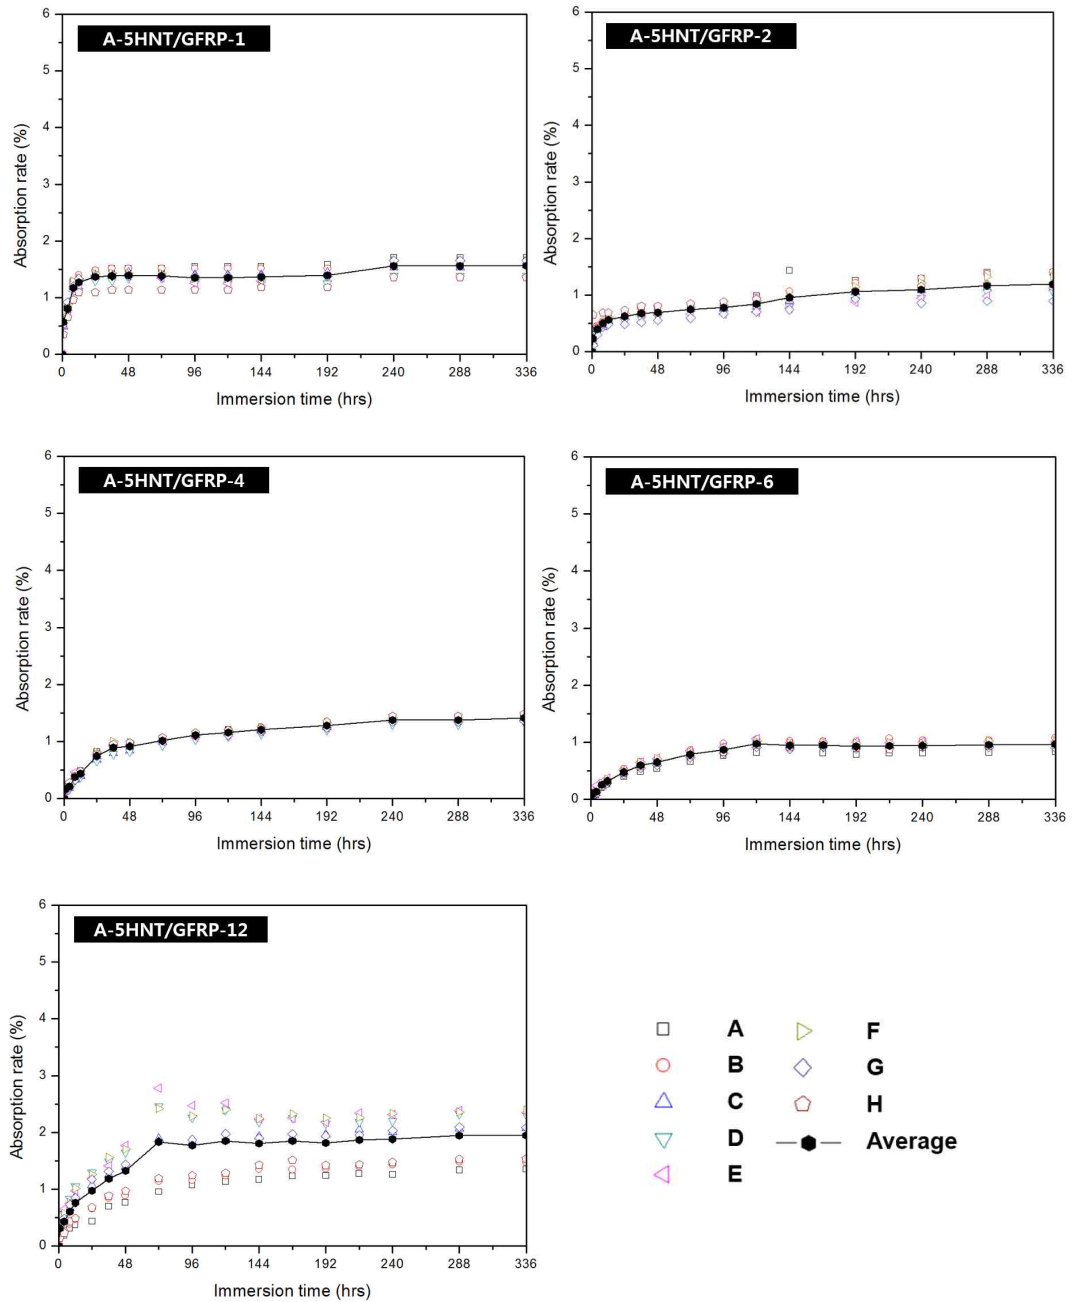 A-5HNT/GFRP-1
Absorption rate (%)
6
5
4
3
2
1
0
0 48 96 144 192 240 288 336
Immersion time (hrs)
A-5HNT/GFRP-2
Absorption rate (%)
6
5
4
3
2
1
0
0 48 96 144 192 240 288 336
Immersion time (hrs)
A-5HNT/GFRP-4
Absorption rate (%)
6
5
4
3
2
1
0
0 48 96 144 192 240 288 336
Immersion time (hrs)
A-5HNT/GFRP-6
Absorption rate (%)
6
5
4
3
2
1
0
0 48 96 144 192 240 288 336
Immersion time (hrs)
A-5HNT/GFRP-12
Absorption rate (%)
6
5
4
3
2
1
0
0 48 96 144 192 240 288 336
Immersion time (hrs)
A
B
C
D
E
F
G
H
Average